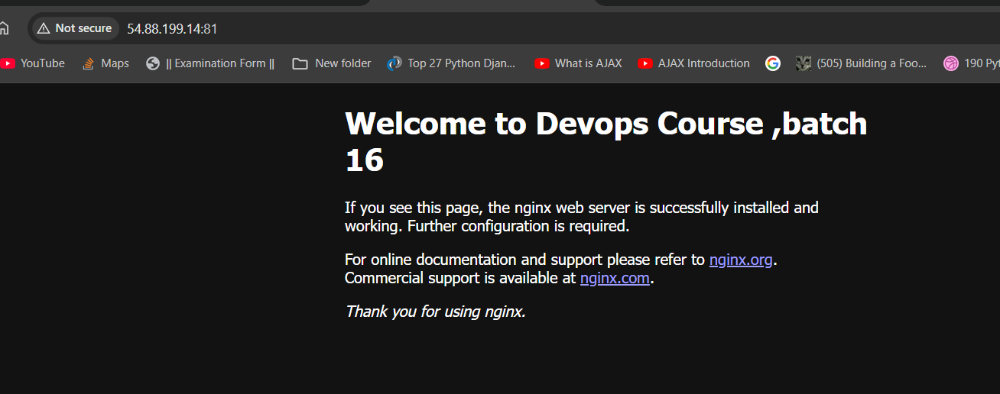 Not secure 54.88.199.14:81
YouTube Maps || Examination Form || New folder Top 27 Python Djan... What is AJAX AJAX Introduction (505) Building a Foo... 190 Pyt
Welcome to Devops Course ,batch
16
If you see this page, the nginx web server is successfully installed and
working. Further configuration is required.
For online documentation and support please refer to nginx.org.
Commercial support is available at nginx.com.
Thank you for using nginx.